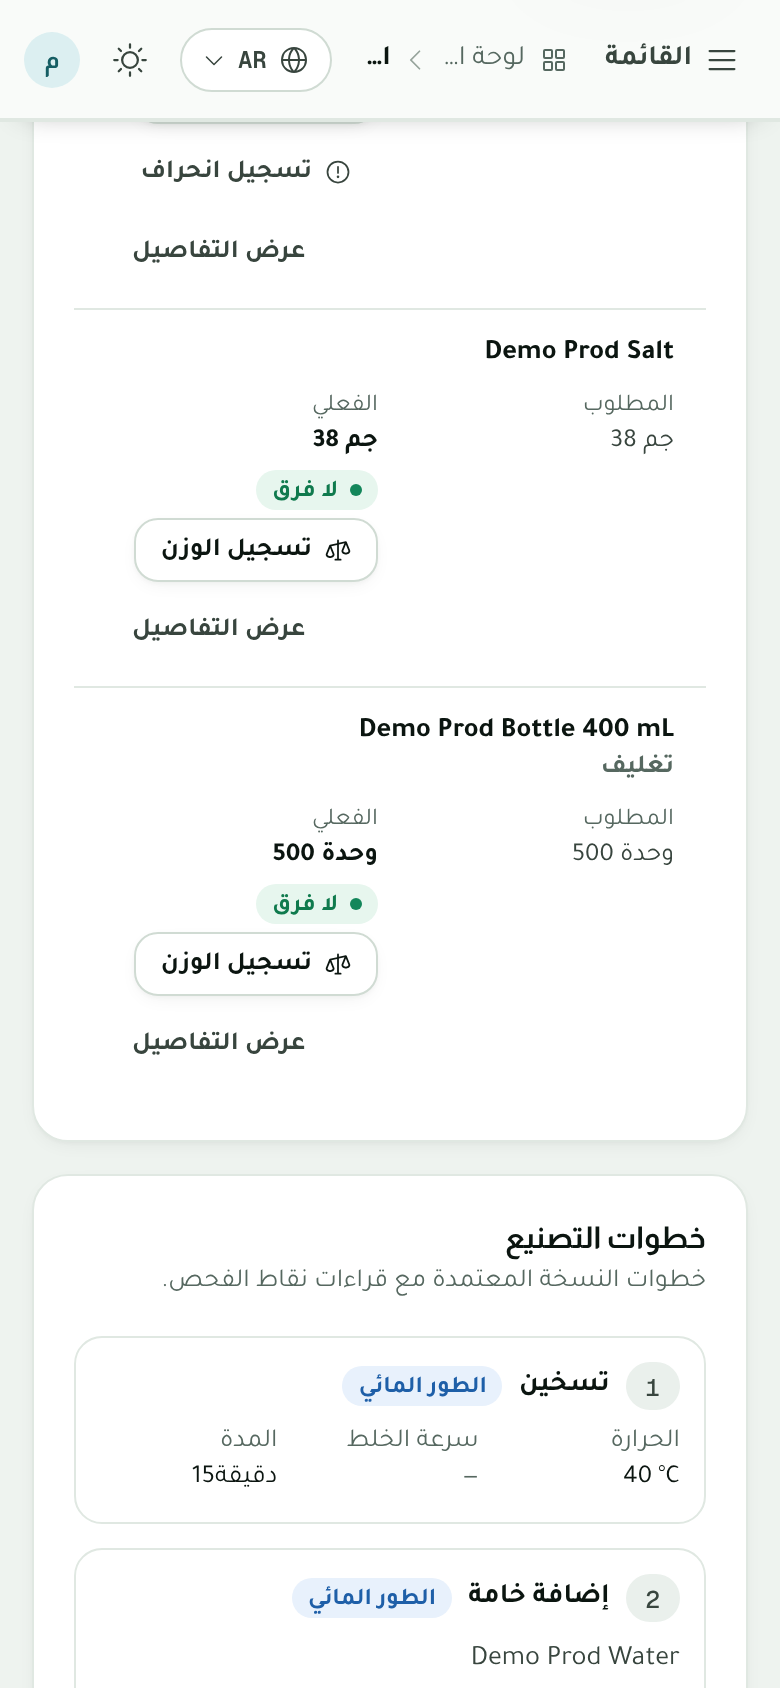 القائمة
لوحة ا...
ا...
AR
م
تسجيل انحراف
عرض التفاصيل
Demo Prod Salt
المطلوب
الفعلي
38 جم
38 جم
لا فرق
تسجيل الوزن
عرض التفاصيل
Demo Prod Bottle 400 mL
تغليف
المطلوب
الفعلي
500 وحدة
500 وحدة
لا فرق
تسجيل الوزن
عرض التفاصيل
خطوات التصنيع
خطوات النسخة المعتمدة مع قراءات نقاط الفحص.
1 تسخين الطور المائي
الحرارة
سرعة الخلط
المدة
40 °C
–
15دقيقة
2 إضافة خامة الطور المائي
Demo Prod Water